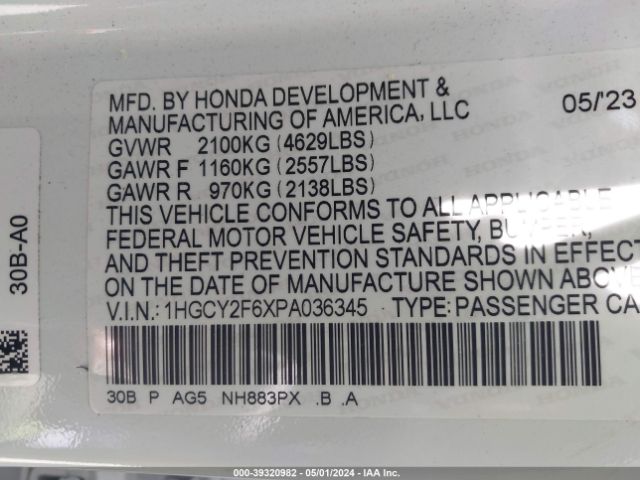 MFD. BY HONDA DEVELOPMENT &
MANUFACTURING OF AMERICA, LLC 05/'23
GVWR 2100KG (4629LBS)
GAWR F 1160KG (2557LBS)
GAWR R 970KG (2138LBS)
THIS VEHICLE CONFORMS TO ALL APPLICABLE
FEDERAL MOTOR VEHICLE SAFETY, BUMPER,
AND THEFT PREVENTION STANDARDS IN EFFECT
ON THE DATE OF MANUFACTURE SHOWN ABOVE
V.I.N.: 1HGCY2F6XPA036345 TYPE: PASSENGER CA
30B P AG5 NH883PX .B .A
30B-A0
HONDA
000-39320982 - 05/01/2024 - IAA Inc.